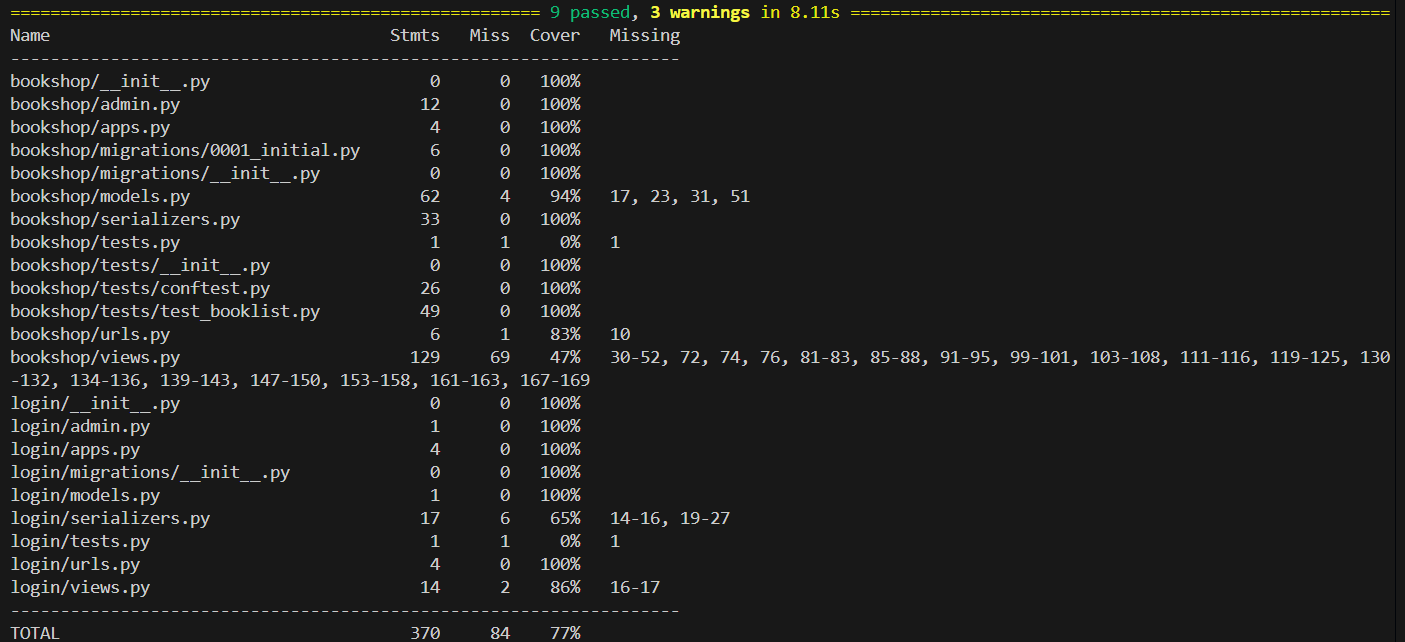 ===================================================== 9 passed, 3 warnings in 8.11s ======================================================
Name                                  Stmts   Miss  Cover   Missing
-------------------------------------------------------------------
bookshop/__init__.py                      0      0   100%
bookshop/admin.py                        12      0   100%
bookshop/apps.py                          4      0   100%
bookshop/migrations/0001_initial.py       6      0   100%
bookshop/migrations/__init__.py           0      0   100%
bookshop/models.py                       62      4    94%   17, 23, 31, 51
bookshop/serializers.py                  33      0   100%
bookshop/tests.py                         1      1     0%   1
bookshop/tests/__init__.py                0      0   100%
bookshop/tests/conftest.py               26      0   100%
bookshop/tests/test_booklist.py          49      0   100%
bookshop/urls.py                          6      1    83%   10
bookshop/views.py                       129     69    47%   30-52, 72, 74, 76, 81-83, 85-88, 91-95, 99-101, 103-108, 111-116, 119-125, 130
-132, 134-136, 139-143, 147-150, 153-158, 161-163, 167-169
login/__init__.py                         0      0   100%
login/admin.py                            1      0   100%
login/apps.py                             4      0   100%
login/migrations/__init__.py              0      0   100%
login/models.py                           1      0   100%
login/serializers.py                     17      6    65%   14-16, 19-27
login/tests.py                            1      1     0%   1
login/urls.py                             4      0   100%
login/views.py                           14      2    86%   16-17
-------------------------------------------------------------------
TOTAL                                   370     84    77%